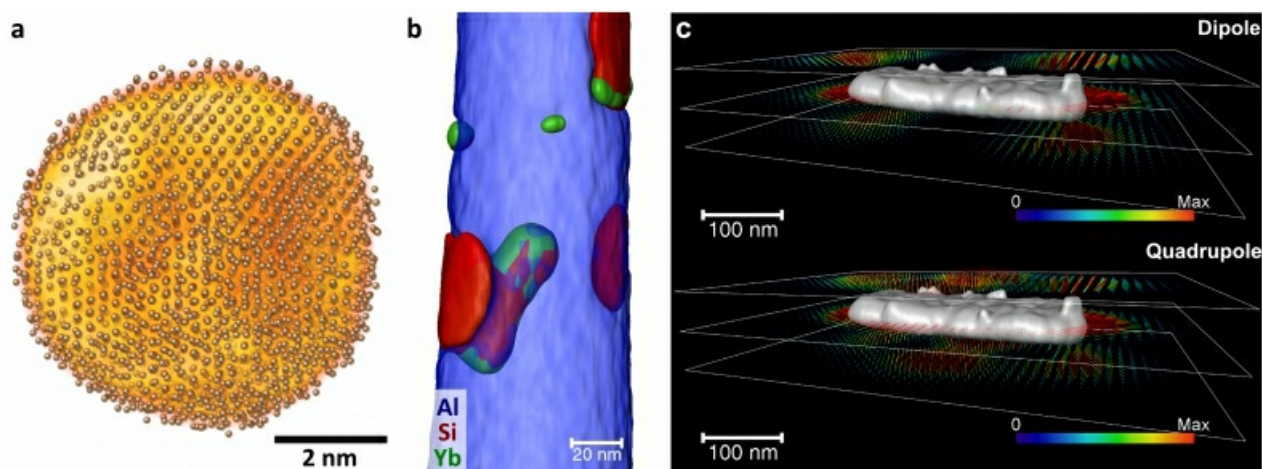 a
2 nm
b
Al
Si
Yb
20 nm
c
Dipole
0
Max
100 nm
Quadrupole
0
Max
100 nm